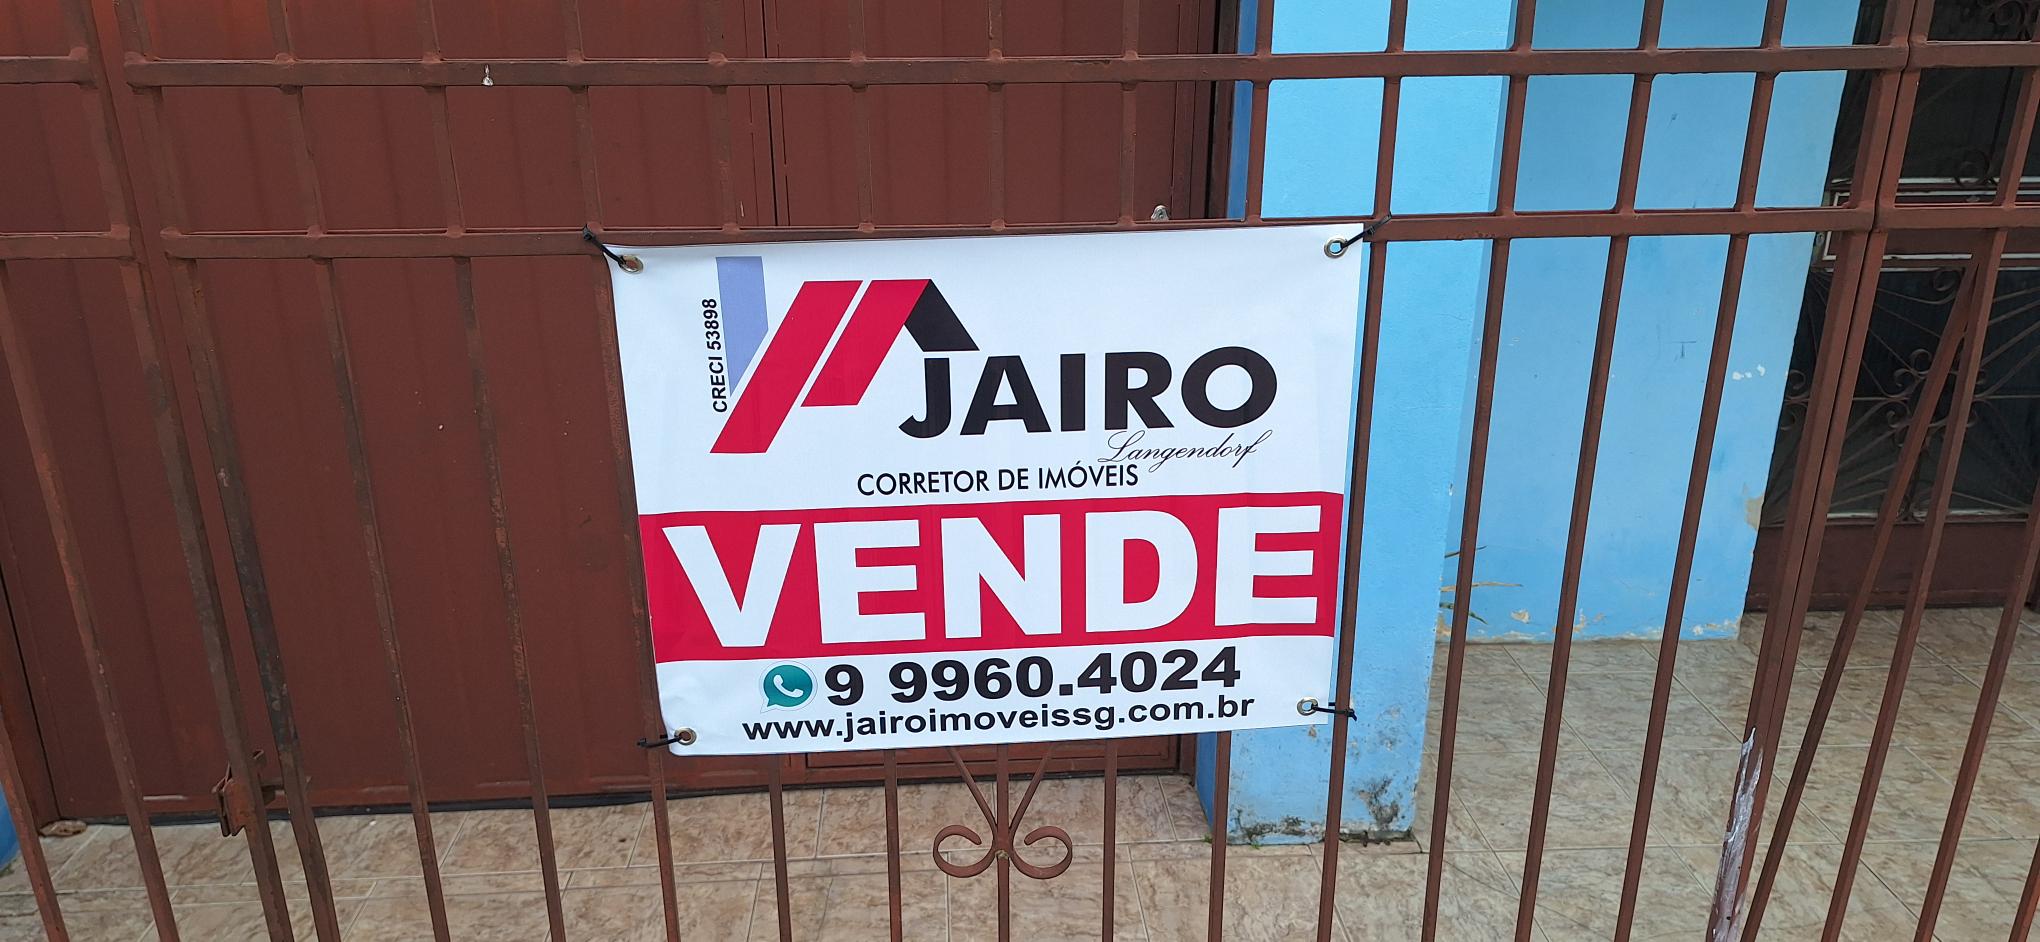 CRECI 53898
JAIRO
Langendorf
CORRETOR DE IMÓVEIS
VENDE
9 9960.4024
www.jairoimoveissg.com.br